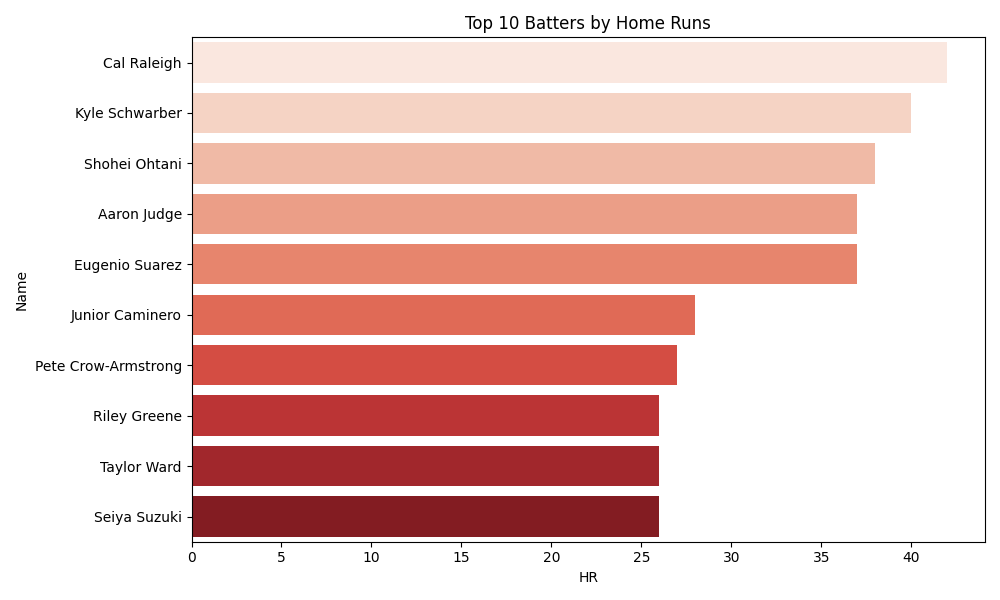 Top 10 Batters by Home Runs
Cal Raleigh
Kyle Schwarber
Shohei Ohtani
Aaron Judge
Eugenio Suarez
Junior Caminero
Pete Crow-Armstrong
Riley Greene
Taylor Ward
Seiya Suzuki
Name
0 5 10 15 20 25 30 35 40
HR